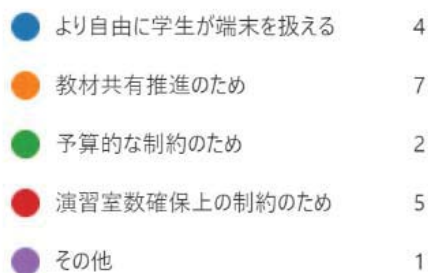 より自由に学生が端末を扱える 4
教材共有推進のため 7
予算的な制約のため 2
演習室数確保上の制約のため 5
その他 1